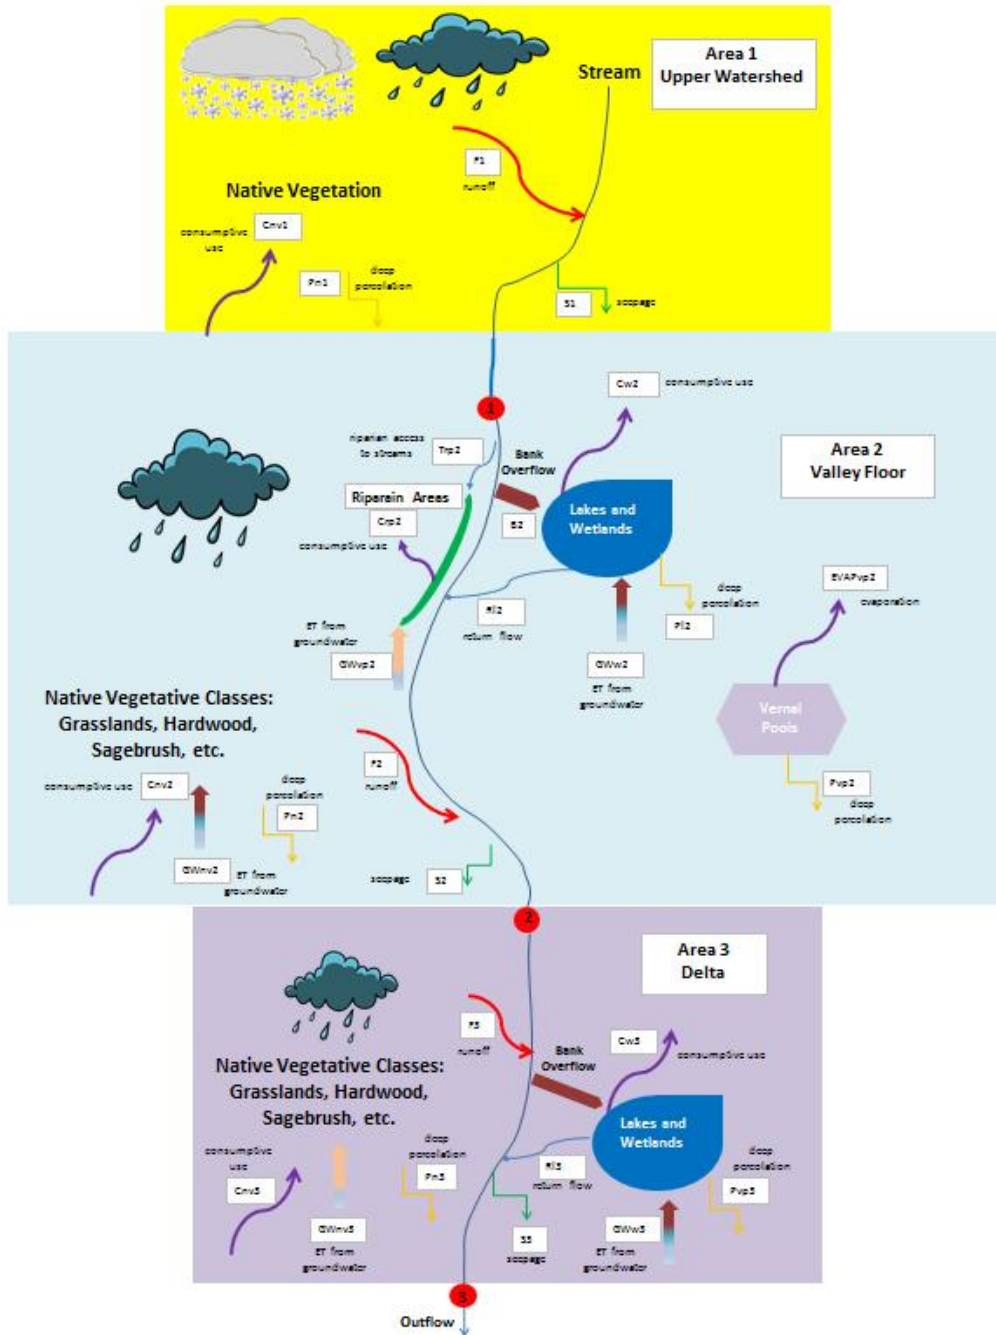 Area 1
Upper Watershed
Stream
F1
runoff
Native Vegetation
Cnv1
consumptive
use
Pn1
deep
percolation
S1
seepage
1
Cw2
consumptive use
riparian access
to streams
Trp2
Bank
Overflow
Area 2
Valley Floor
Riparain Areas
Crp2
consumptive use
B2
Lakes and
Wetlands
EVAPvp2
evaporation
deep
percolation
Pl2
Rl2
return flow
ET from
groundwater
GWvp2
GWw2
ET from
groundwater
Native Vegetative Classes:
Grasslands, Hardwood,
Sagebrush, etc.
Vernal
Pools
F2
runoff
consumptive use
Cnv2
deep
percolation
Pn2
Pvp2
deep
percolation
GWnv2
ET from
groundwater
seepage
S2
2
Area 3
Delta
F3
runoff
Cw3
consumptive use
Bank
Overflow
Native Vegetative Classes:
Grasslands, Hardwood,
Sagebrush, etc.
Lakes and
Wetlands
consumptive
use
Cnv3
deep
percolation
Pn3
Rl3
return flow
deep
percolation
Pvp3
GWnv3
ET from
groundwater
S3
seepage
GWw3
ET from
groundwater
3
Outflow